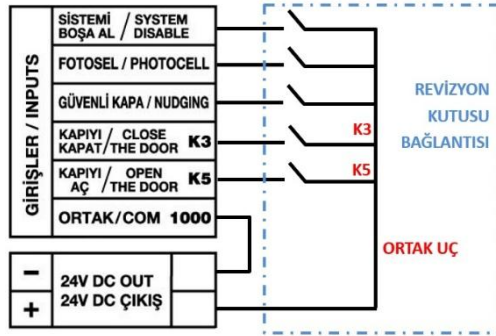 GİRİŞLER / INPUTS
SİSTEMİ / SYSTEM
BOŞA AL / DISABLE
FOTOSEL / PHOTOCELL
GÜVENLİ KAPA / NUDGING
KAPIYI / CLOSE K3
KAPAT / THE DOOR
KAPIYI / OPEN K5
AÇ / THE DOOR
ORTAK/COM 1000
− 24V DC OUT
+ 24V DC ÇIKIŞ
REVİZYON
KUTUSU
BAĞLANTISI
K3
K5
ORTAK UÇ